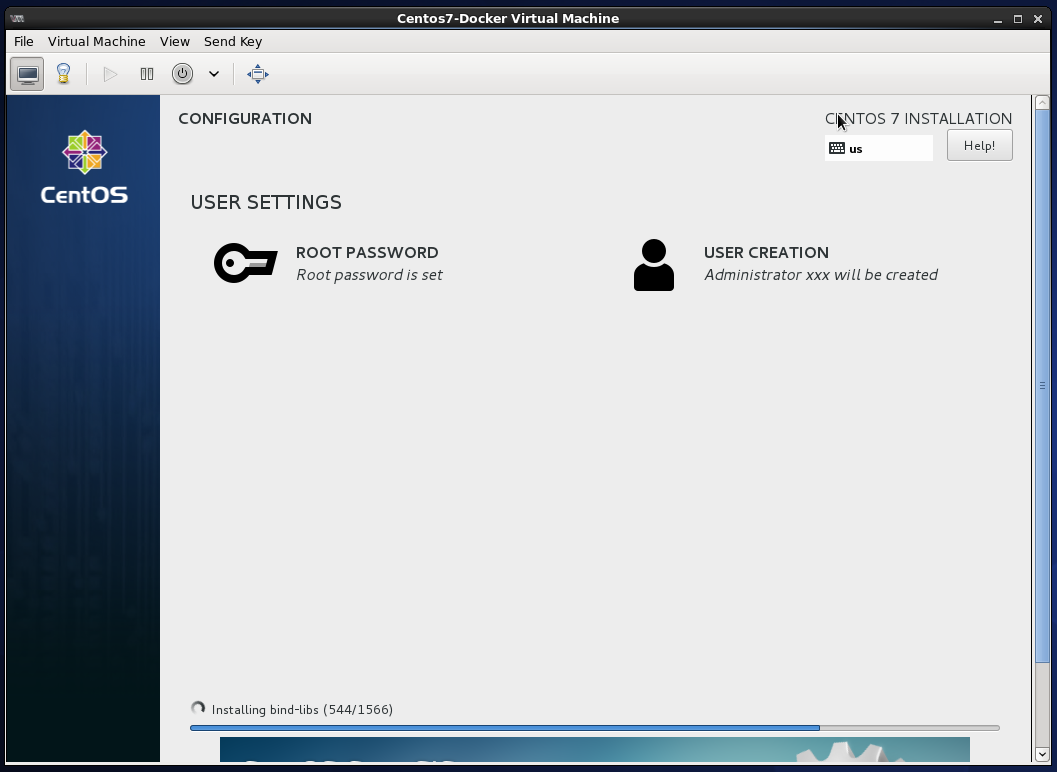 Centos7-Docker Virtual Machine
File Virtual Machine View Send Key
CentOS
CONFIGURATION
CENTOS 7 INSTALLATION
us
Help!
USER SETTINGS
ROOT PASSWORD
Root password is set
USER CREATION
Administrator xxx will be created
Installing bind-libs (544/1566)